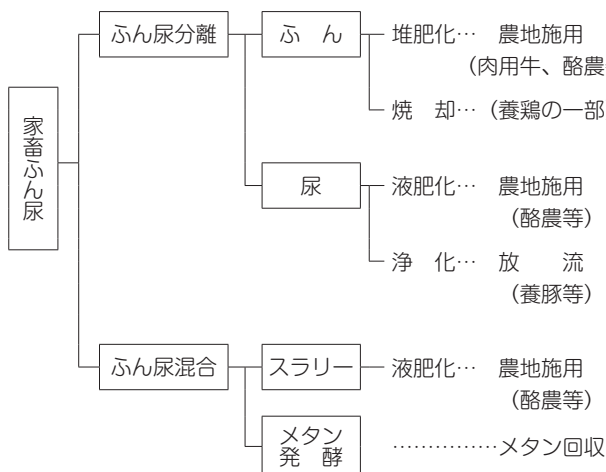 家畜ふん尿
ふん尿分離
ふ ん
堆肥化… 農地施用
(肉用牛、酪農
焼 却… (養鶏の一部
尿
液肥化… 農地施用
(酪農等)
浄 化… 放 流
(養豚等)
ふん尿混合
スラリー
液肥化… 農地施用
(酪農等)
メタン
発 酵
……………メタン回収